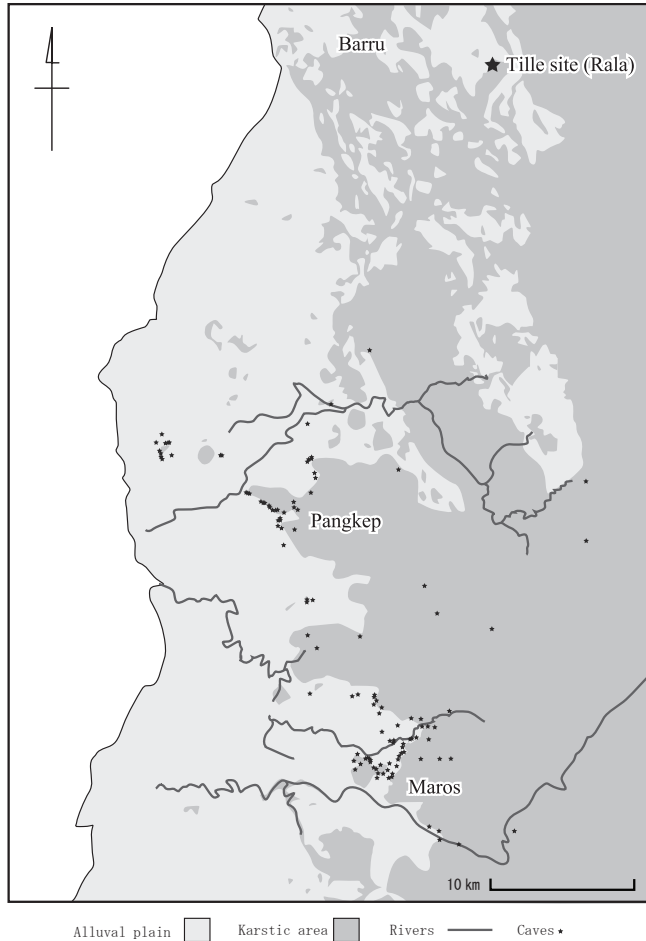 Barru
Tille site (Rala)
Pangkep
Maros
10 km
Alluval plain Karstic area Rivers Caves